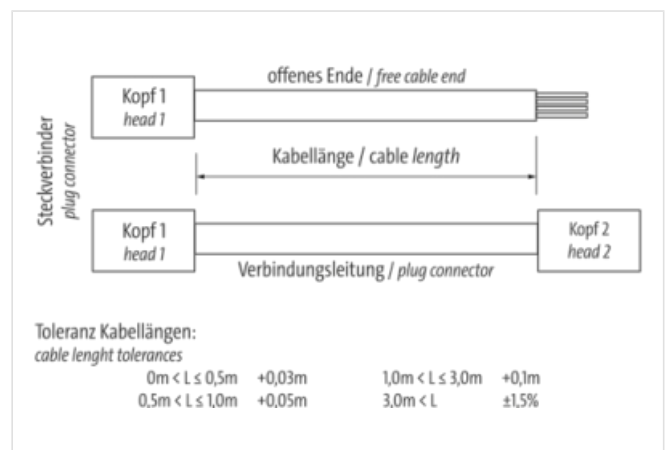 offenes Ende / free cable end
Kopf 1
head 1
Steckverbinder
plug connector
Kabellänge / cable length
Kopf 1
head 1
Kopf 2
head 2
Verbindungsleitung / plug connector
Toleranz Kabellängen:
cable lenght tolerances
0m < L ≤ 0,5m +0,03m 1,0m < L ≤ 3,0m +0,1m
0,5m < L ≤ 1,0m +0,05m 3,0m < L ±1,5%